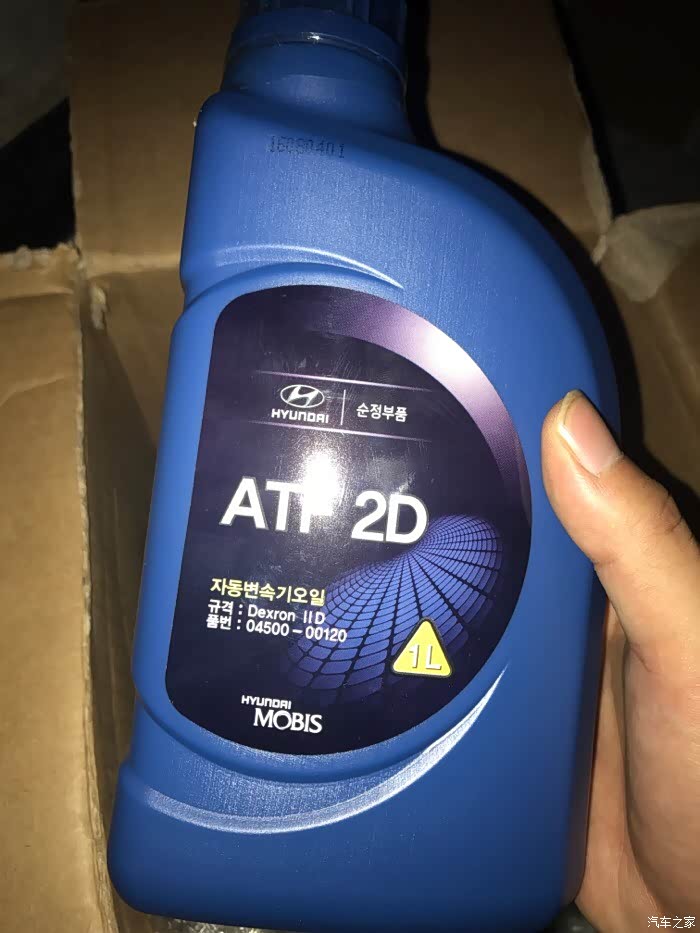 16080401
HYUNDAI 순정부품
ATF 2D
자동변속기오일
규격 : Dexron II D
품번 : 04500-00120
1L
HYUNDAI
MOBIS
汽车之家